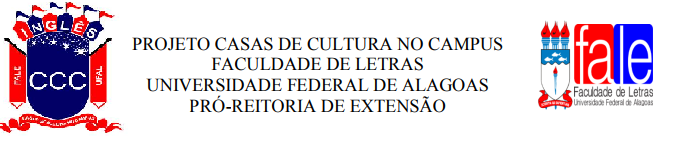 INGLÊS
FALE
CCC
UFAL
PROJETO CASAS DE CULTURA NO CAMPUS
FACULDADE DE LETRAS
UNIVERSIDADE FEDERAL DE ALAGOAS
PRÓ-REITORIA DE EXTENSÃO
fale
Faculdade de Letras
Universidade Federal de Alagoas